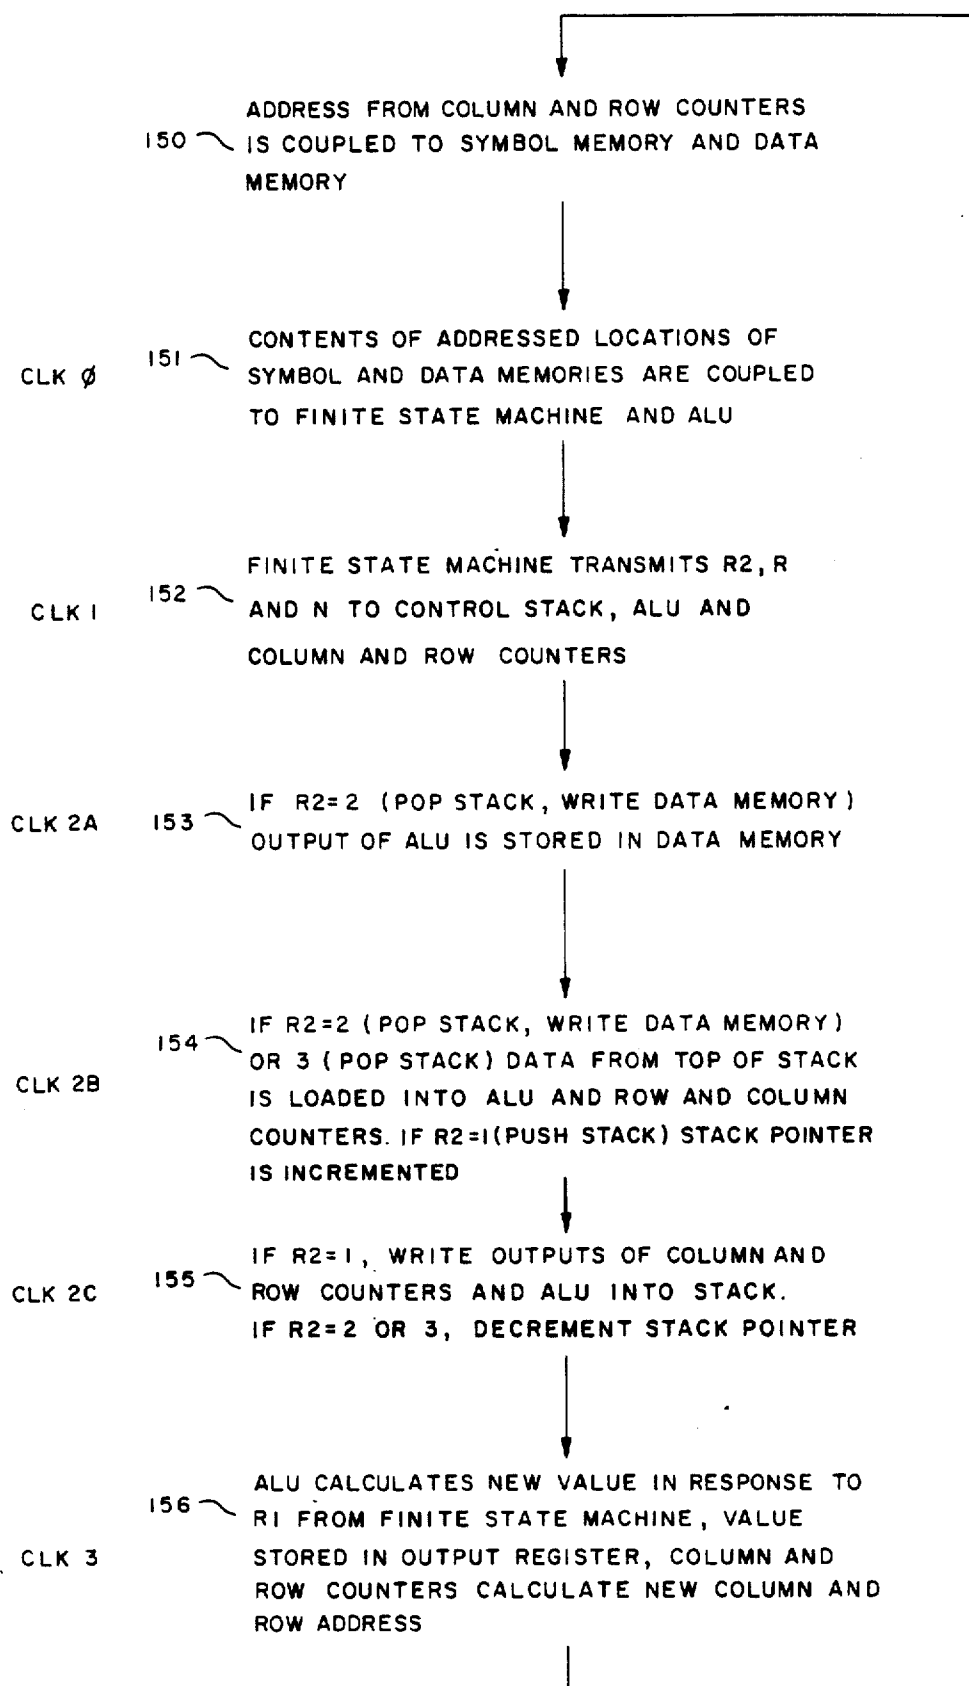 ADDRESS FROM COLUMN AND ROW COUNTERS
150 IS COUPLED TO SYMBOL MEMORY AND DATA
MEMORY
CONTENTS OF ADDRESSED LOCATIONS OF
CLK Ø 151 SYMBOL AND DATA MEMORIES ARE COUPLED
TO FINITE STATE MACHINE AND ALU
FINITE STATE MACHINE TRANSMITS R2, R
CLK 1 152 AND N TO CONTROL STACK, ALU AND
COLUMN AND ROW COUNTERS
IF R2=2 (POP STACK, WRITE DATA MEMORY)
CLK 2A 153 OUTPUT OF ALU IS STORED IN DATA MEMORY
IF R2=2 (POP STACK, WRITE DATA MEMORY)
154 OR 3 (POP STACK) DATA FROM TOP OF STACK
CLK 2B IS LOADED INTO ALU AND ROW AND COLUMN
COUNTERS. IF R2=1 (PUSH STACK) STACK POINTER
IS INCREMENTED
IF R2=1, WRITE OUTPUTS OF COLUMN AND
CLK 2C 155 ROW COUNTERS AND ALU INTO STACK.
IF R2=2 OR 3, DECREMENT STACK POINTER
ALU CALCULATES NEW VALUE IN RESPONSE TO
156 R1 FROM FINITE STATE MACHINE, VALUE
CLK 3 STORED IN OUTPUT REGISTER, COLUMN AND
ROW COUNTERS CALCULATE NEW COLUMN AND
ROW ADDRESS